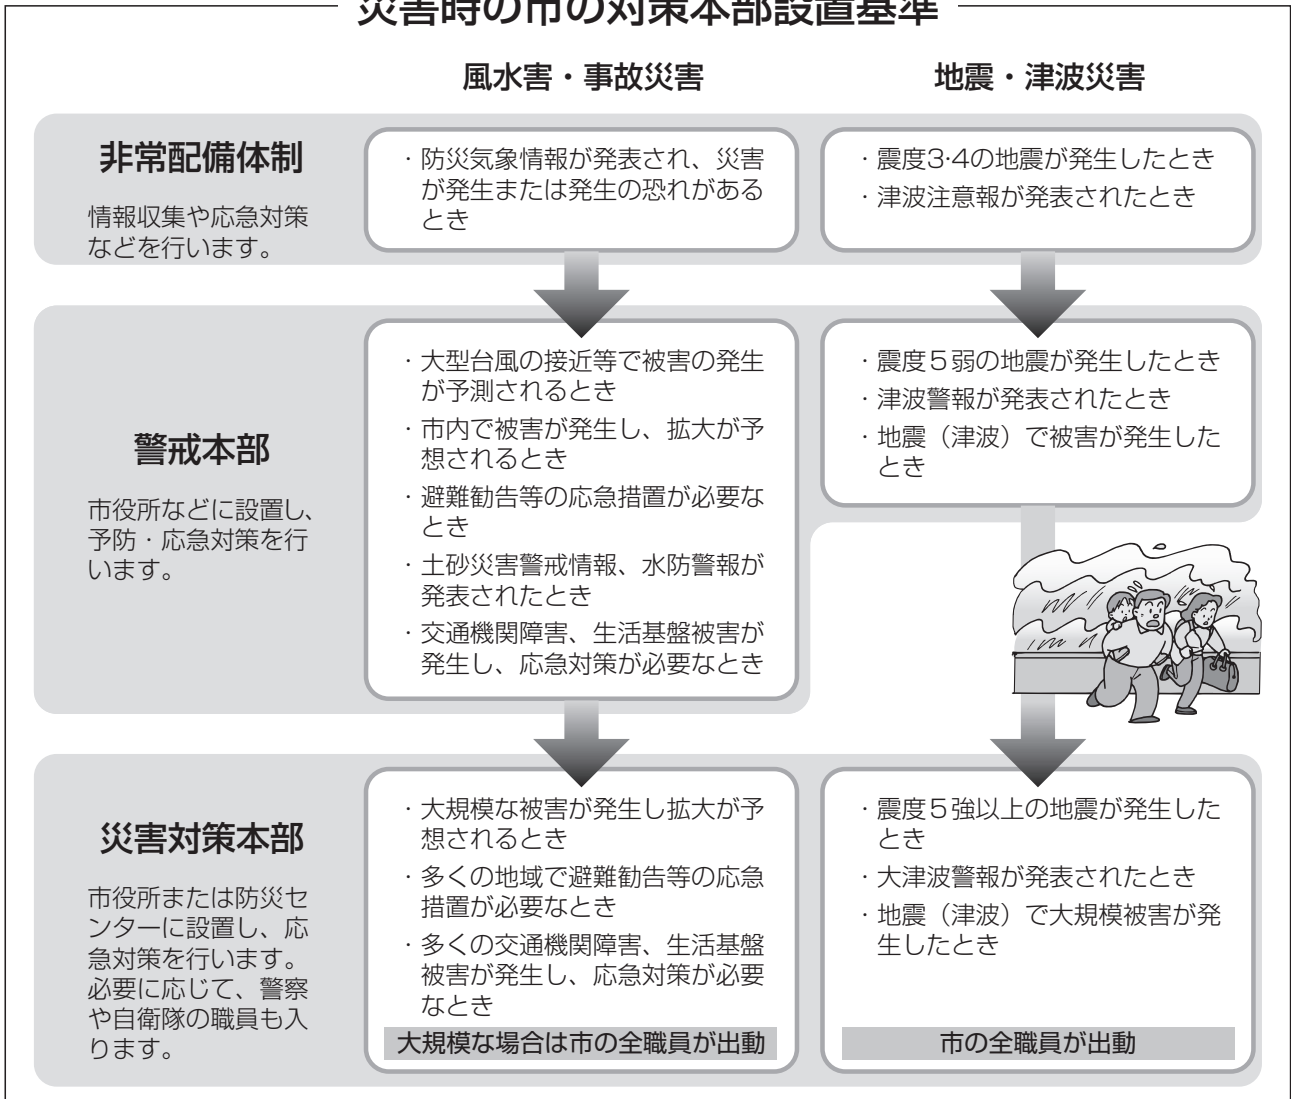 災害時の市の対策本部設置基準
風水害・事故災害
地震・津波災害
非常配備体制
情報収集や応急対策
などを行います。
・防災気象情報が発表され、災害
が発生または発生の恐れがある
とき
・震度3・4の地震が発生したとき
・津波注意報が発表されたとき
警戒本部
市役所などに設置し、
予防・応急対策を行
います。
・大型台風の接近等で被害の発生
が予測されるとき
・市内で被害が発生し、拡大が予
想されるとき
・避難勧告等の応急措置が必要な
とき
・土砂災害警戒情報、水防警報が
発表されたとき
・交通機関障害、生活基盤被害が
発生し、応急対策が必要なとき
・震度5弱の地震が発生したとき
・津波警報が発表されたとき
・地震（津波）で被害が発生した
とき
災害対策本部
市役所または防災セ
ンターに設置し、応
急対策を行います。
必要に応じて、警察
や自衛隊の職員も入
ります。
・大規模な被害が発生し拡大が予
想されるとき
・多くの地域で避難勧告等の応急
措置が必要なとき
・多くの交通機関障害、生活基盤
被害が発生し、応急対策が必要
なとき
大規模な場合は市の全職員が出動
・震度5強以上の地震が発生した
とき
・大津波警報が発表されたとき
・地震（津波）で大規模被害が発
生したとき
市の全職員が出動